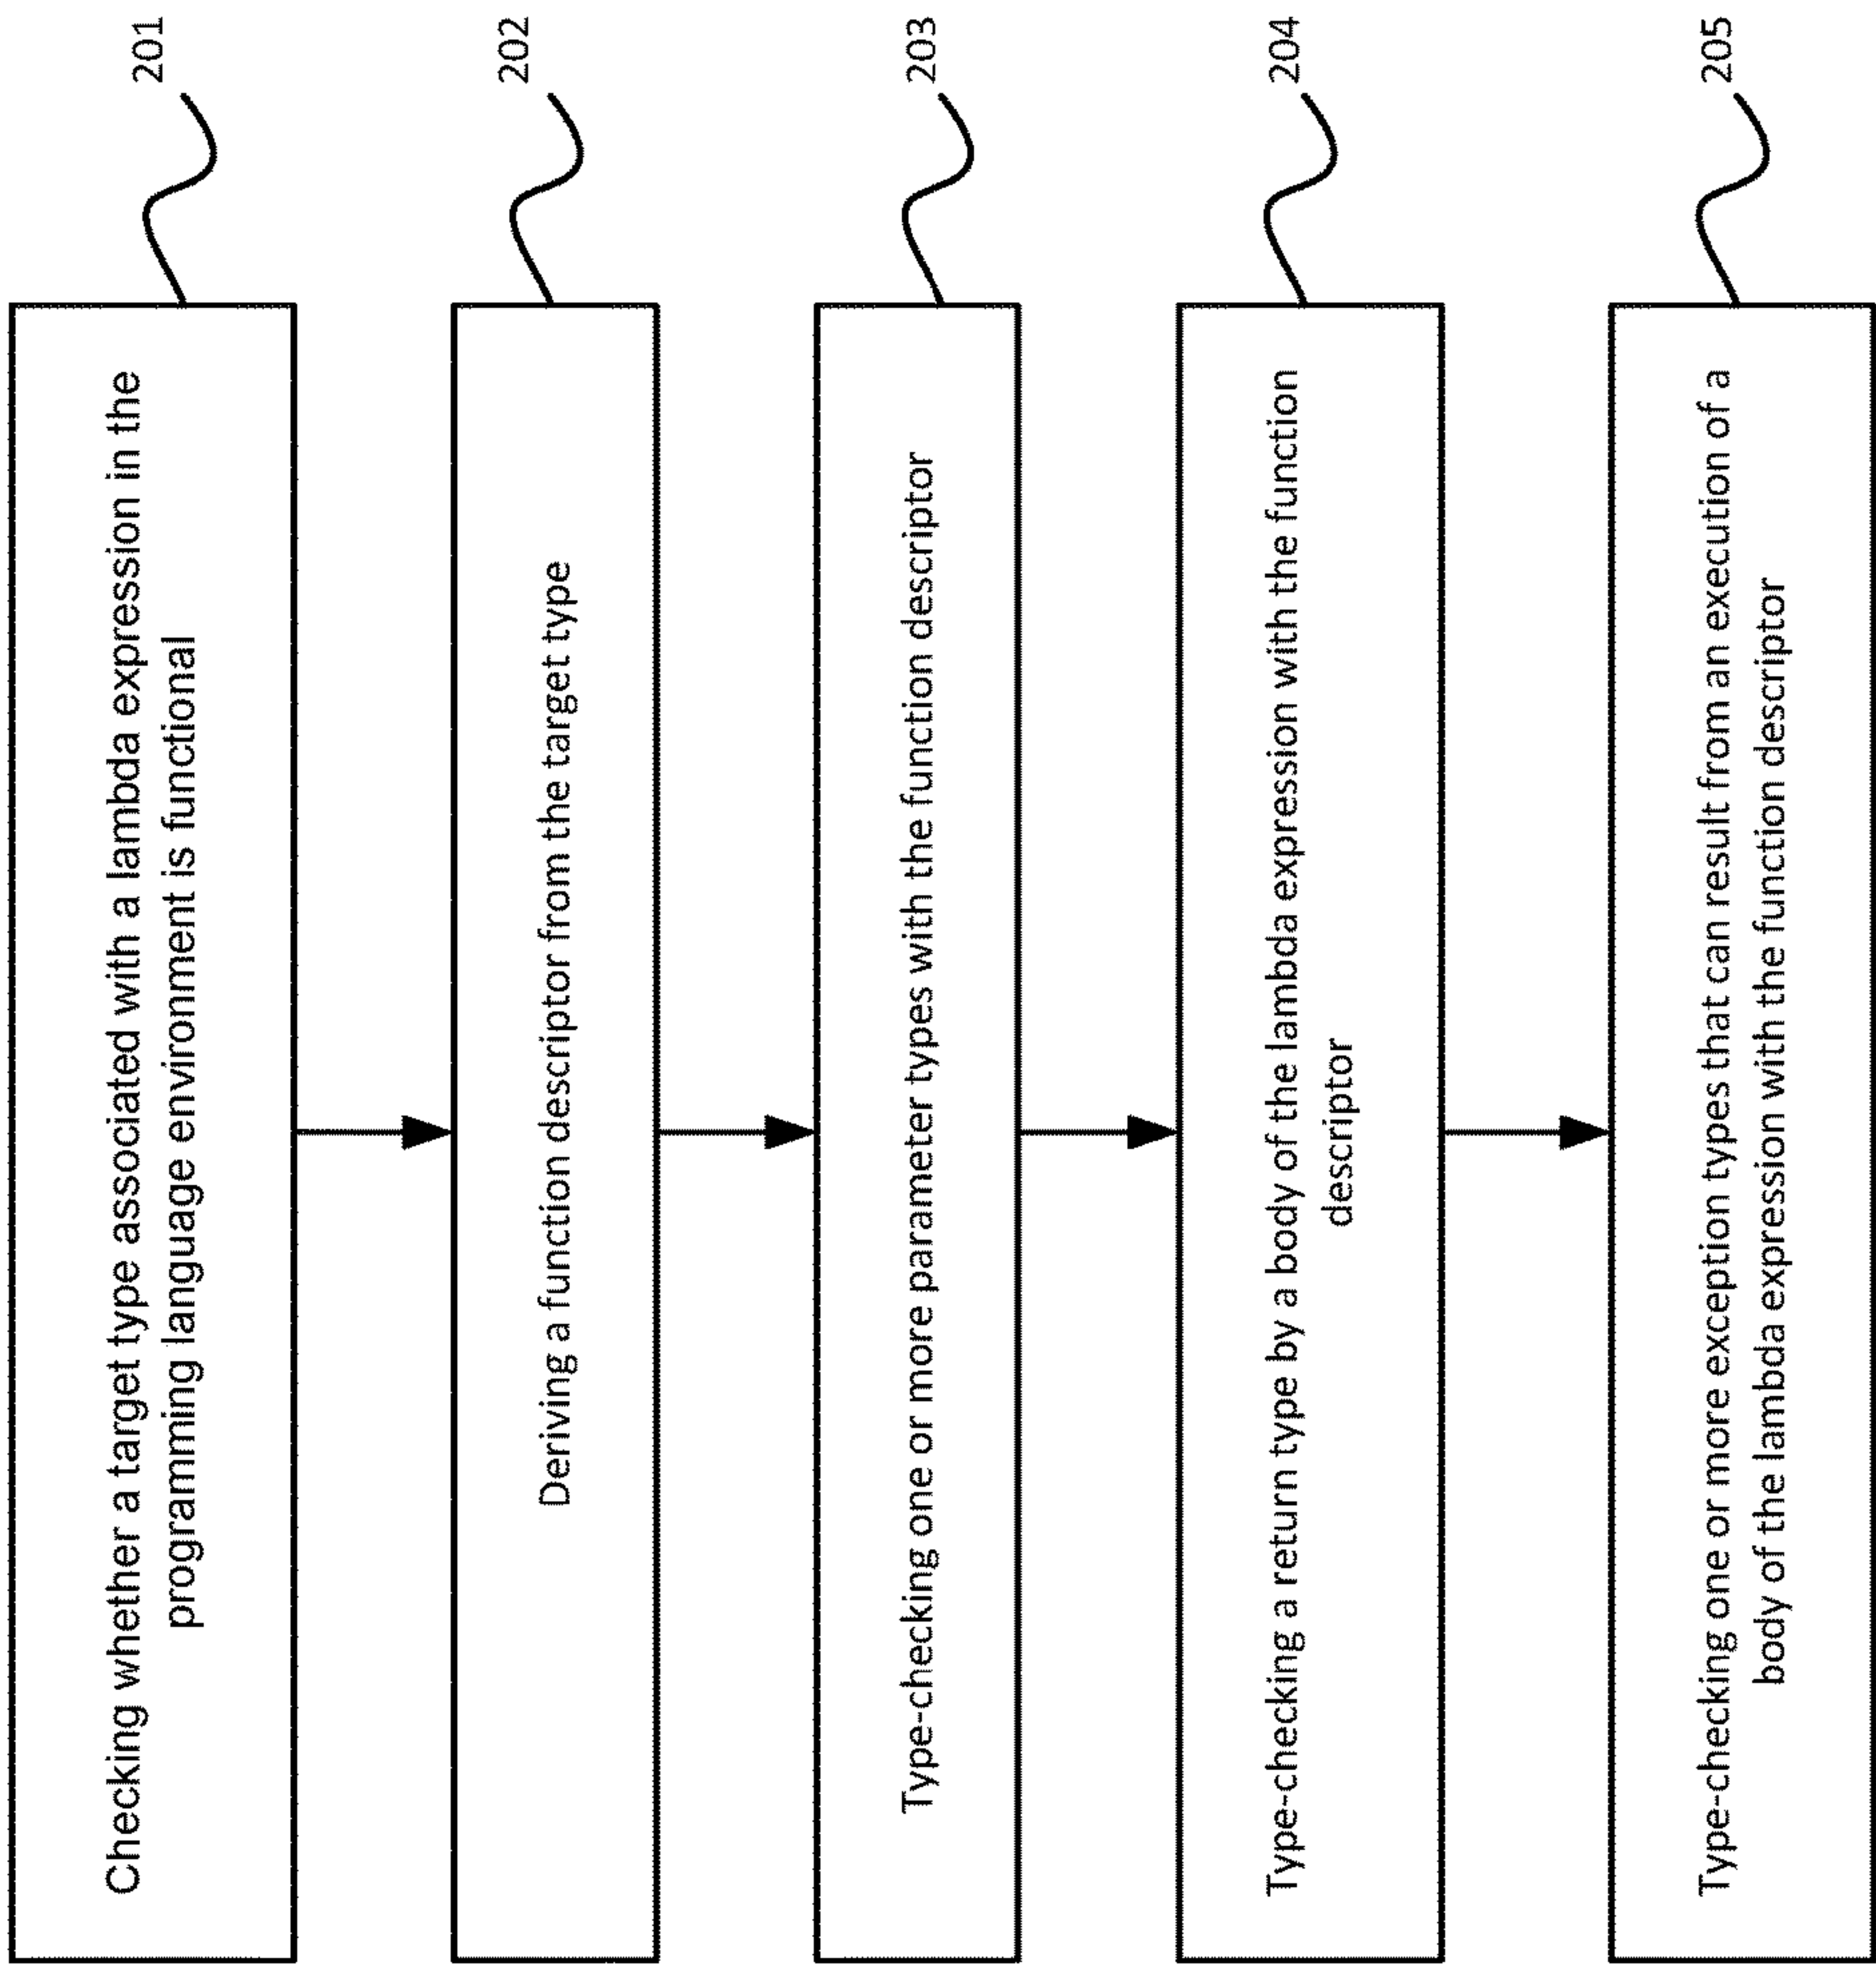 Checking whether a target type associated with a lambda expression in the
programming language environment is functional
201
Deriving a function descriptor from the target type
202
Type-checking one or more parameter types with the function descriptor
203
Type-checking a return type by a body of the lambda expression with the function
descriptor
204
Type-checking one or more exception types that can result from an execution of a
body of the lambda expression with the function descriptor
205